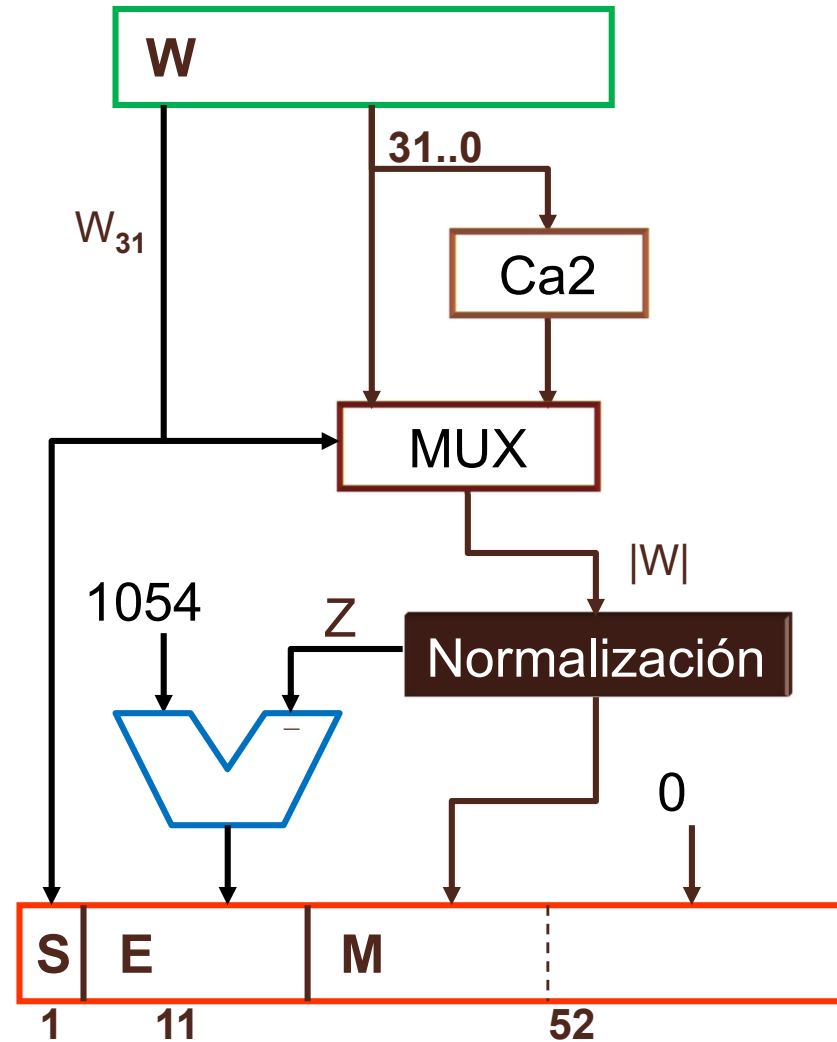 W
31..0
W₃₁
Ca2
MUX
|W|
1054
Z
Normalización
–
0
S E M
1 11 52